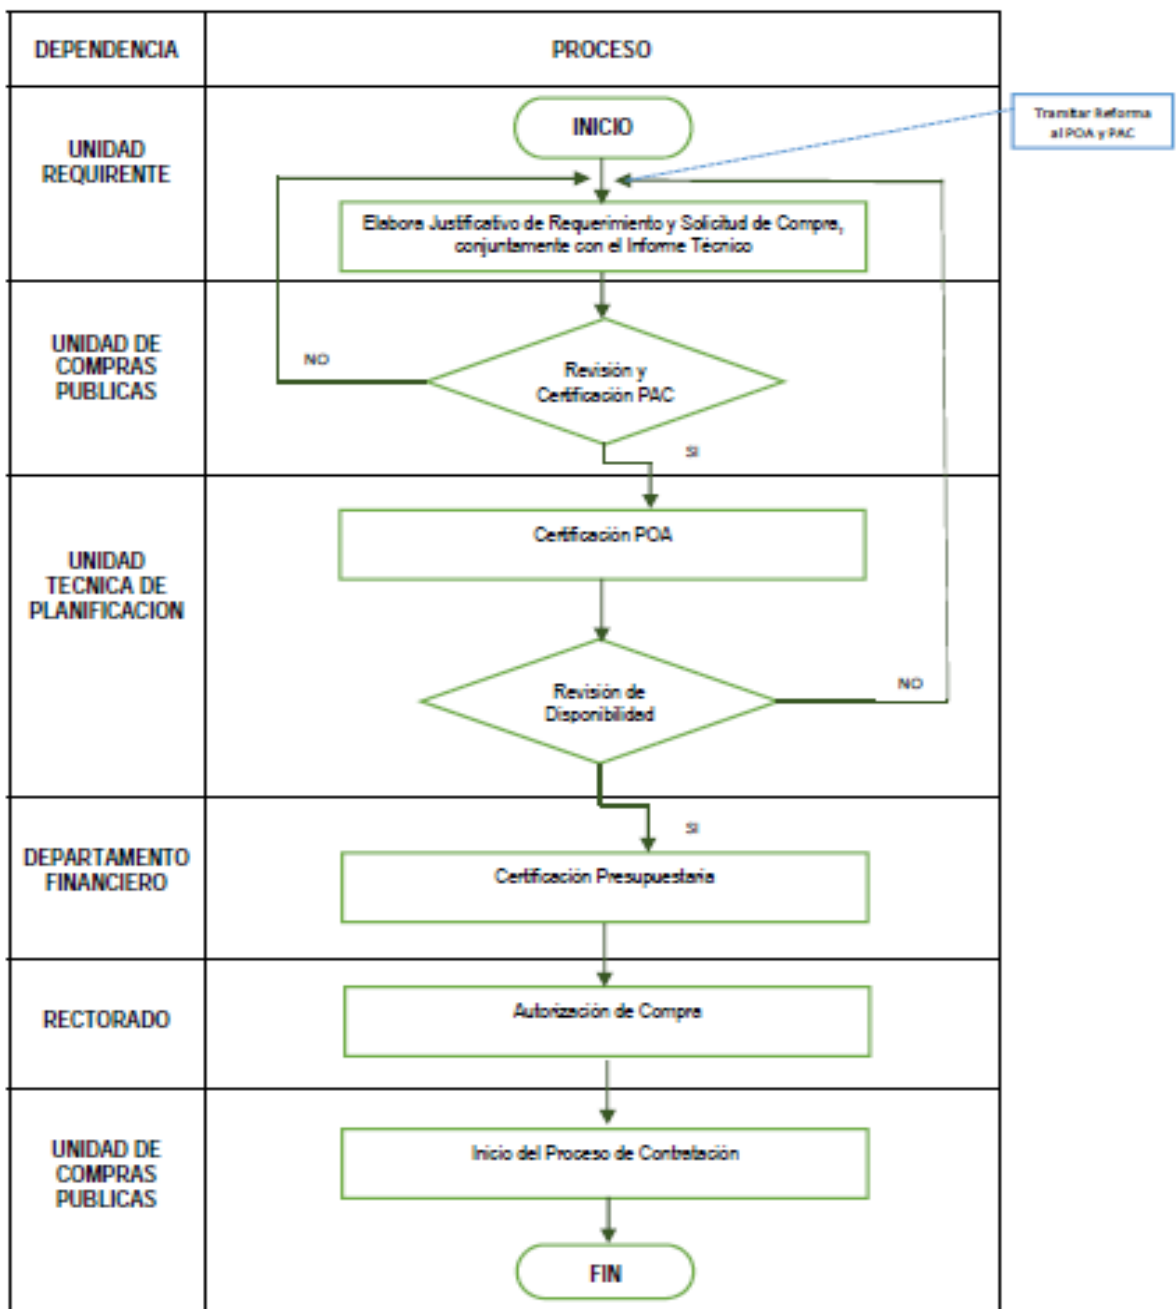 DEPENDENCIA
PROCESO
UNIDAD
REQUIRENTE
INICIO
Tramitar Reforma
al POA y PAC
Elabora Justificativo de Requerimiento y Solicitud de Compra,
conjuntamente con el Informe Técnico
UNIDAD DE
COMPRAS
PUBLICAS
NO
Revisión y
Certificación PAC
SI
UNIDAD
TECNICA DE
PLANIFICACION
Certificación POA
Revisión de
Disponibilidad
NO
SI
DEPARTAMENTO
FINANCIERO
Certificación Presupuestaria
RECTORADO
Autorización de Compra
UNIDAD DE
COMPRAS
PUBLICAS
Inicio del Proceso de Contratación
FIN